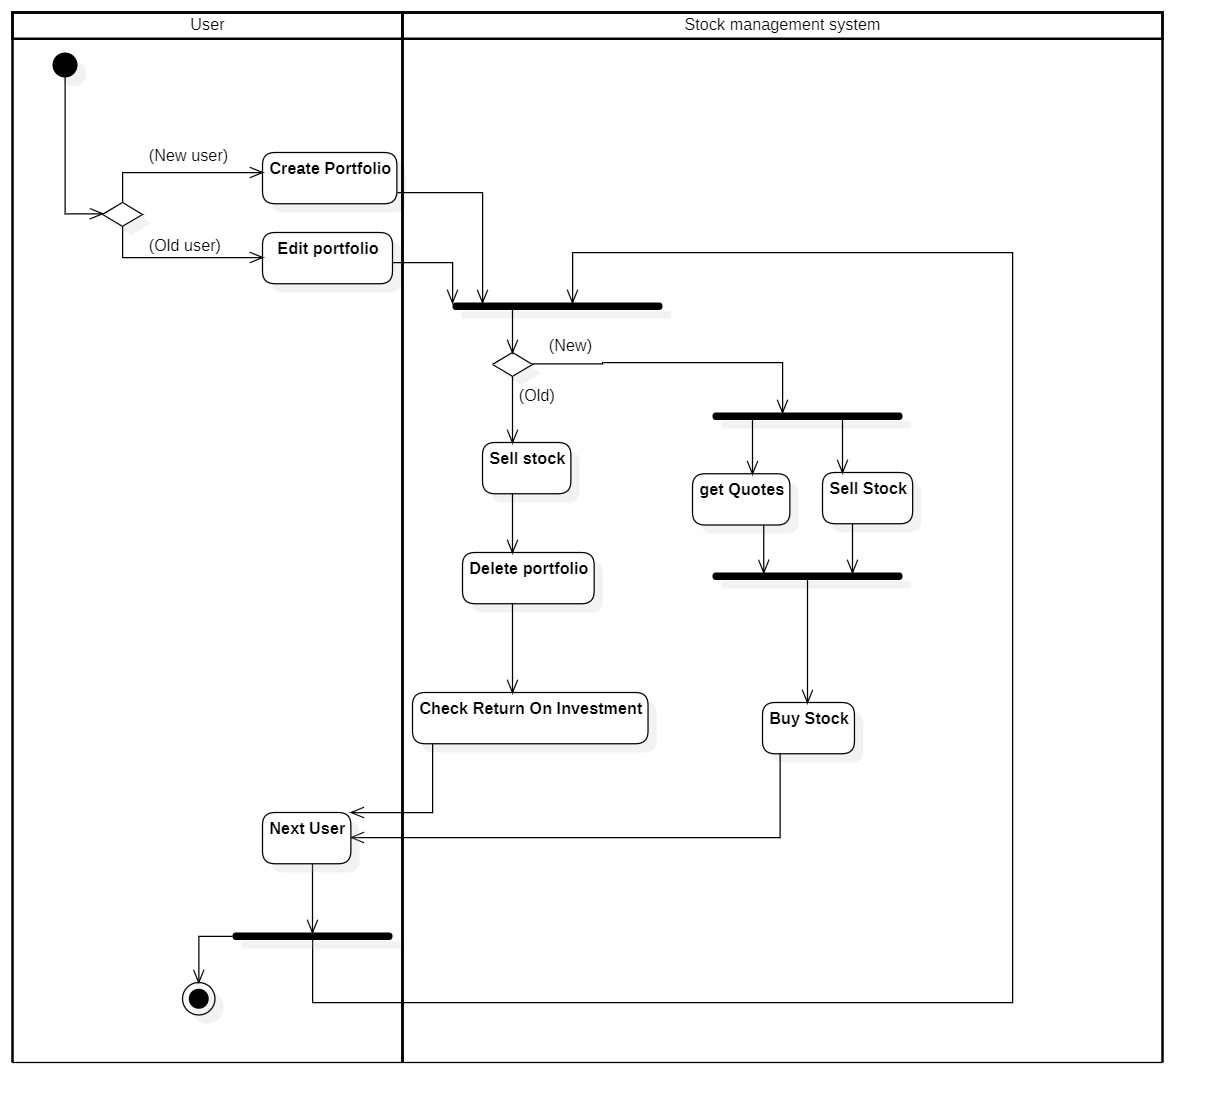 User
Stock management system
(New user)
Create Portfolio
(Old user)
Edit portfolio
(New)
(Old)
Sell stock
get Quotes
Sell Stock
Delete portfolio
Check Return On Investment
Buy Stock
Next User